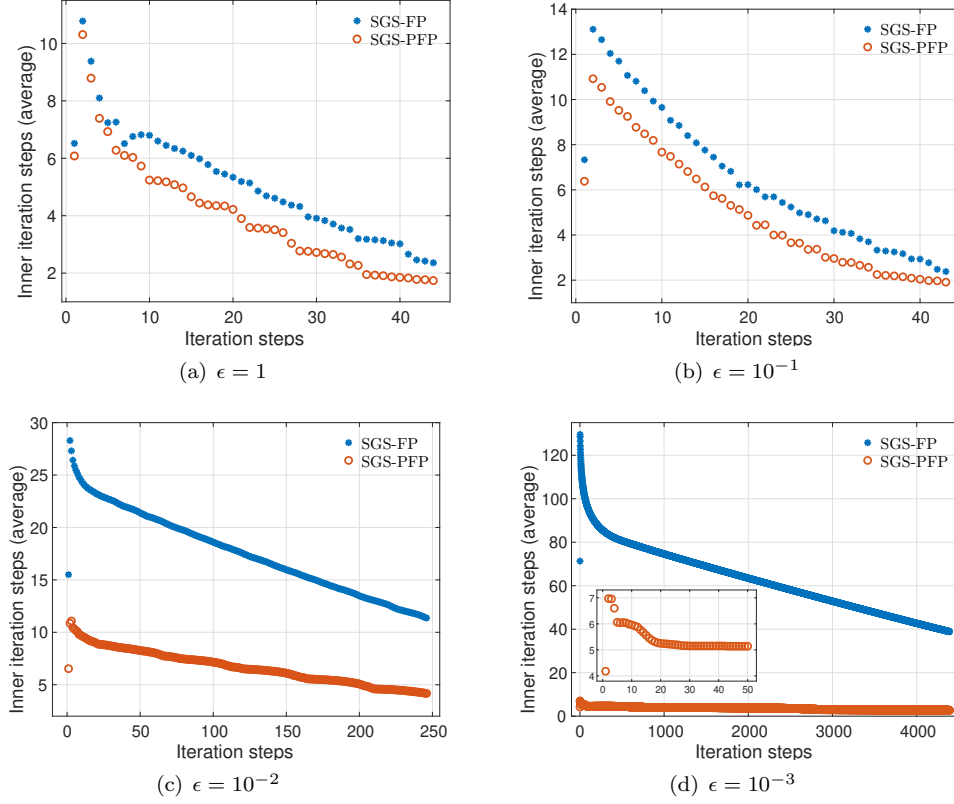 SGS-FP
SGS-PFP
10
8
6
4
2
0
10
20
30
40
Inner iteration steps (average)
Iteration steps
(a) ϵ = 1
SGS-FP
SGS-PFP
14
12
10
8
6
4
2
0
10
20
30
40
Inner iteration steps (average)
Iteration steps
(b) ϵ = 10⁻¹
SGS-FP
SGS-PFP
30
25
20
15
10
5
0
50
100
150
200
250
Inner iteration steps (average)
Iteration steps
(c) ϵ = 10⁻²
SGS-FP
SGS-PFP
120
100
80
60
40
20
0
7
6
5
4
0
10
20
30
40
50
0
1000
2000
3000
4000
Inner iteration steps (average)
Iteration steps
(d) ϵ = 10⁻³